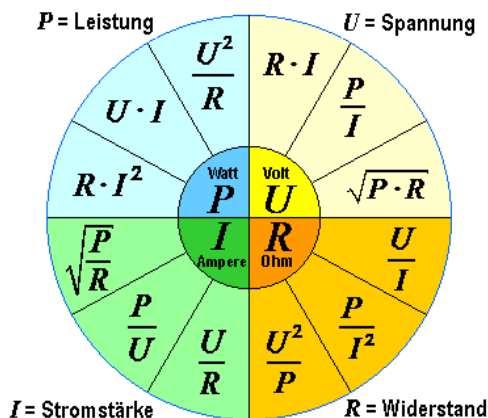 P = Leistung
U = Spannung
U²/R
R · I
U · I
P/I
R · I²
√(P · R)
Watt
P
Volt
U
I
Ampere
R
Ohm
√(P/R)
U/I
P/U
P/I²
U/R
U²/P
I = Stromstärke
R = Widerstand